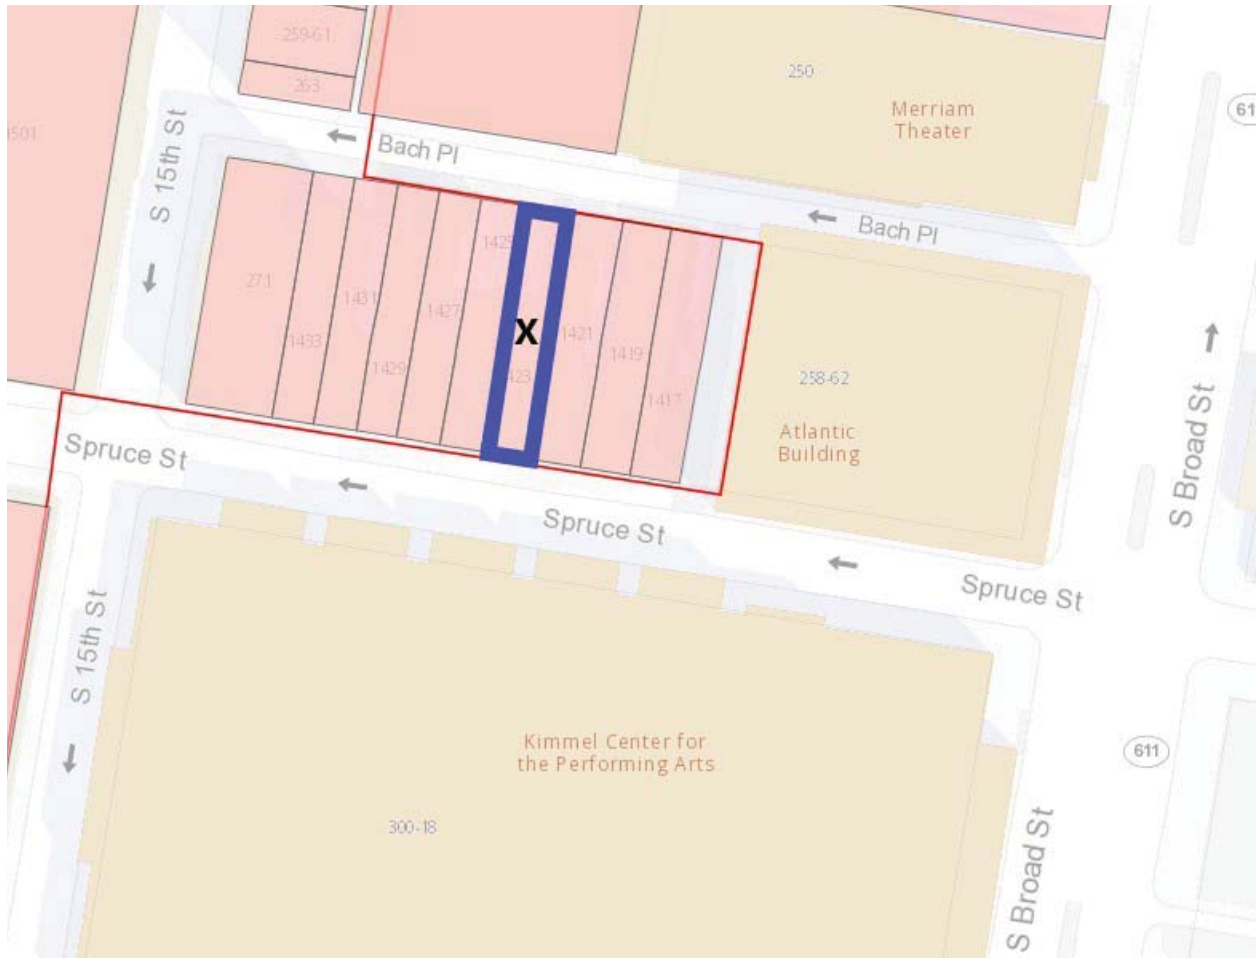 259-61
263
250
61
Merriam
Theater
Bach Pl
S 15th St
Bach Pl
1425
271
1431
1427
X
1421
1433
1429
423
1419
1417
258-62
Atlantic
Building
S Broad St
Spruce St
Spruce St
Spruce St
S 15th St
Kimmel Center for
the Performing Arts
611
300-18
S Broad St